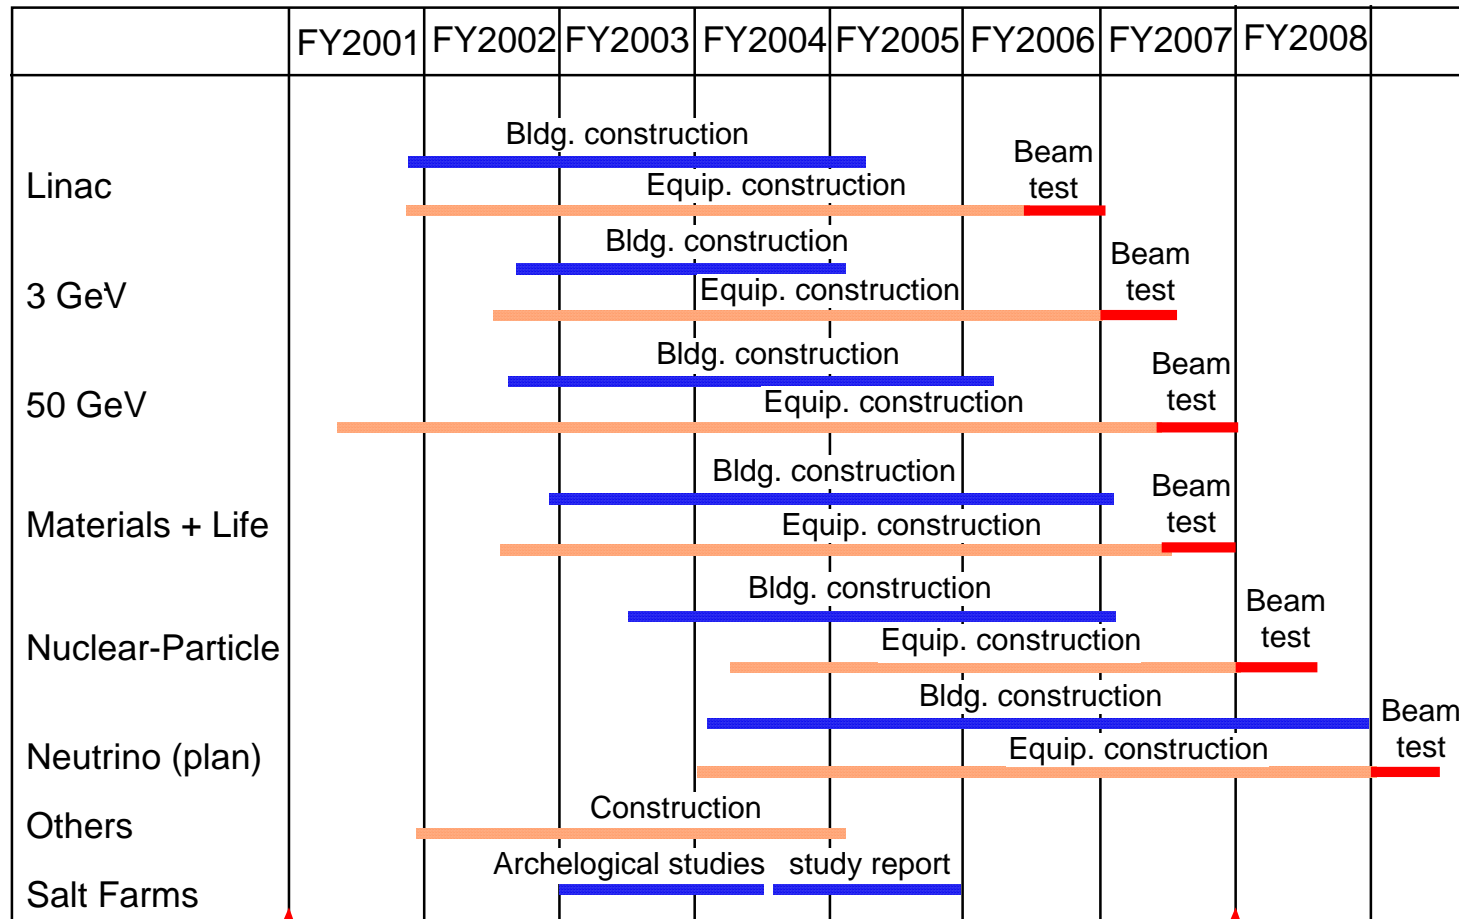 FY2001 FY2002 FY2003 FY2004 FY2005 FY2006 FY2007 FY2008
Linac
Bldg. construction
Equip. construction
Beam
test
3 GeV
Bldg. construction
Equip. construction
Beam
test
50 GeV
Bldg. construction
Equip. construction
Beam
test
Materials + Life
Bldg. construction
Equip. construction
Beam
test
Nuclear-Particle
Bldg. construction
Equip. construction
Beam
test
Neutrino (plan)
Bldg. construction
Equip. construction
Beam
test
Others
Construction
Salt Farms
Archelogical studies
study report